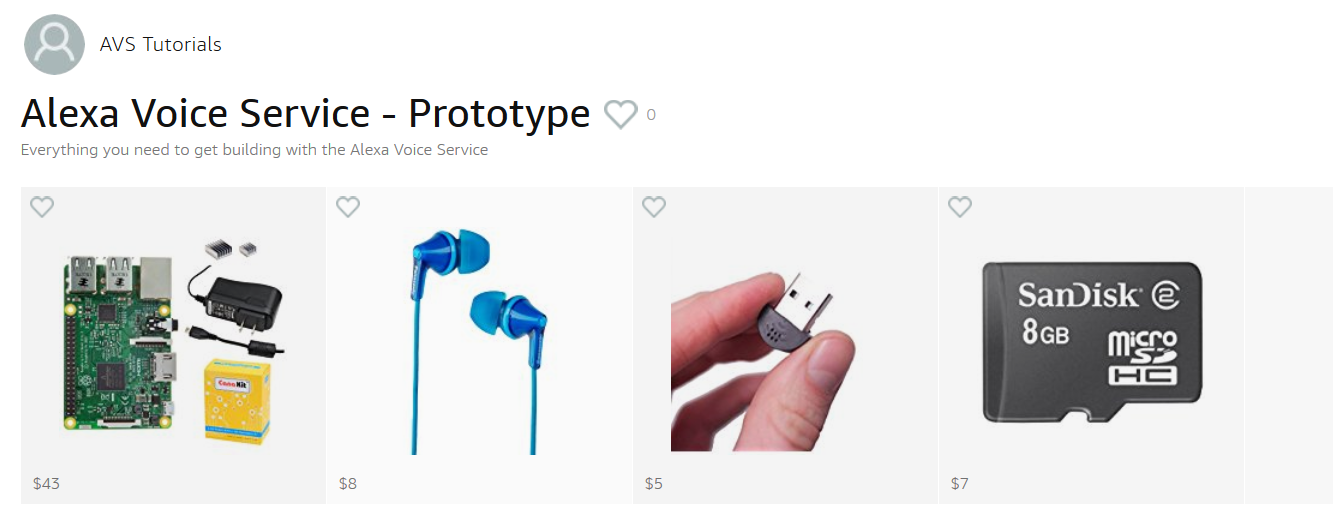 AVS Tutorials
Alexa Voice Service - Prototype 0
Everything you need to get building with the Alexa Voice Service
CanaKit
SanDisk 2
8GB
micro
SD
HC
$43
$8
$5
$7